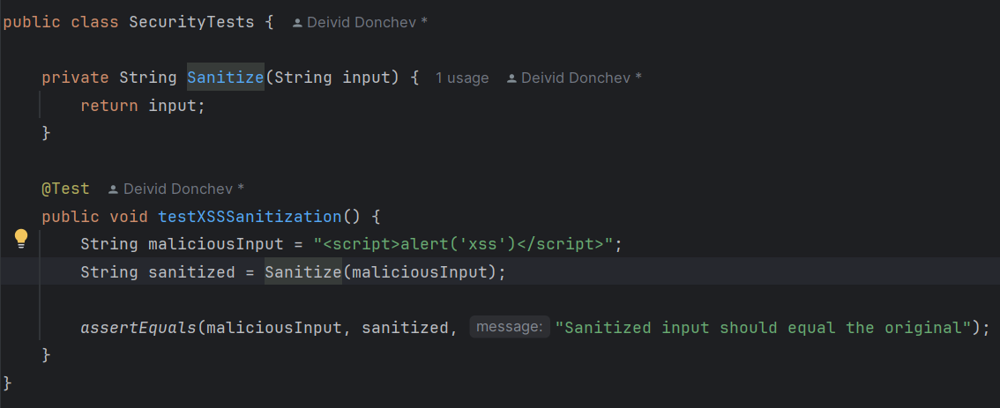 public class SecurityTests { Deivid Donchev *
private String Sanitize(String input) { 1 usage Deivid Donchev *
return input;
}
@Test Deivid Donchev *
public void testXSSSanitization() {
String maliciousInput = "<script>alert('xss')</script>";
String sanitized = Sanitize(maliciousInput);
assertEquals(maliciousInput, sanitized, message: "Sanitized input should equal the original");
}
}